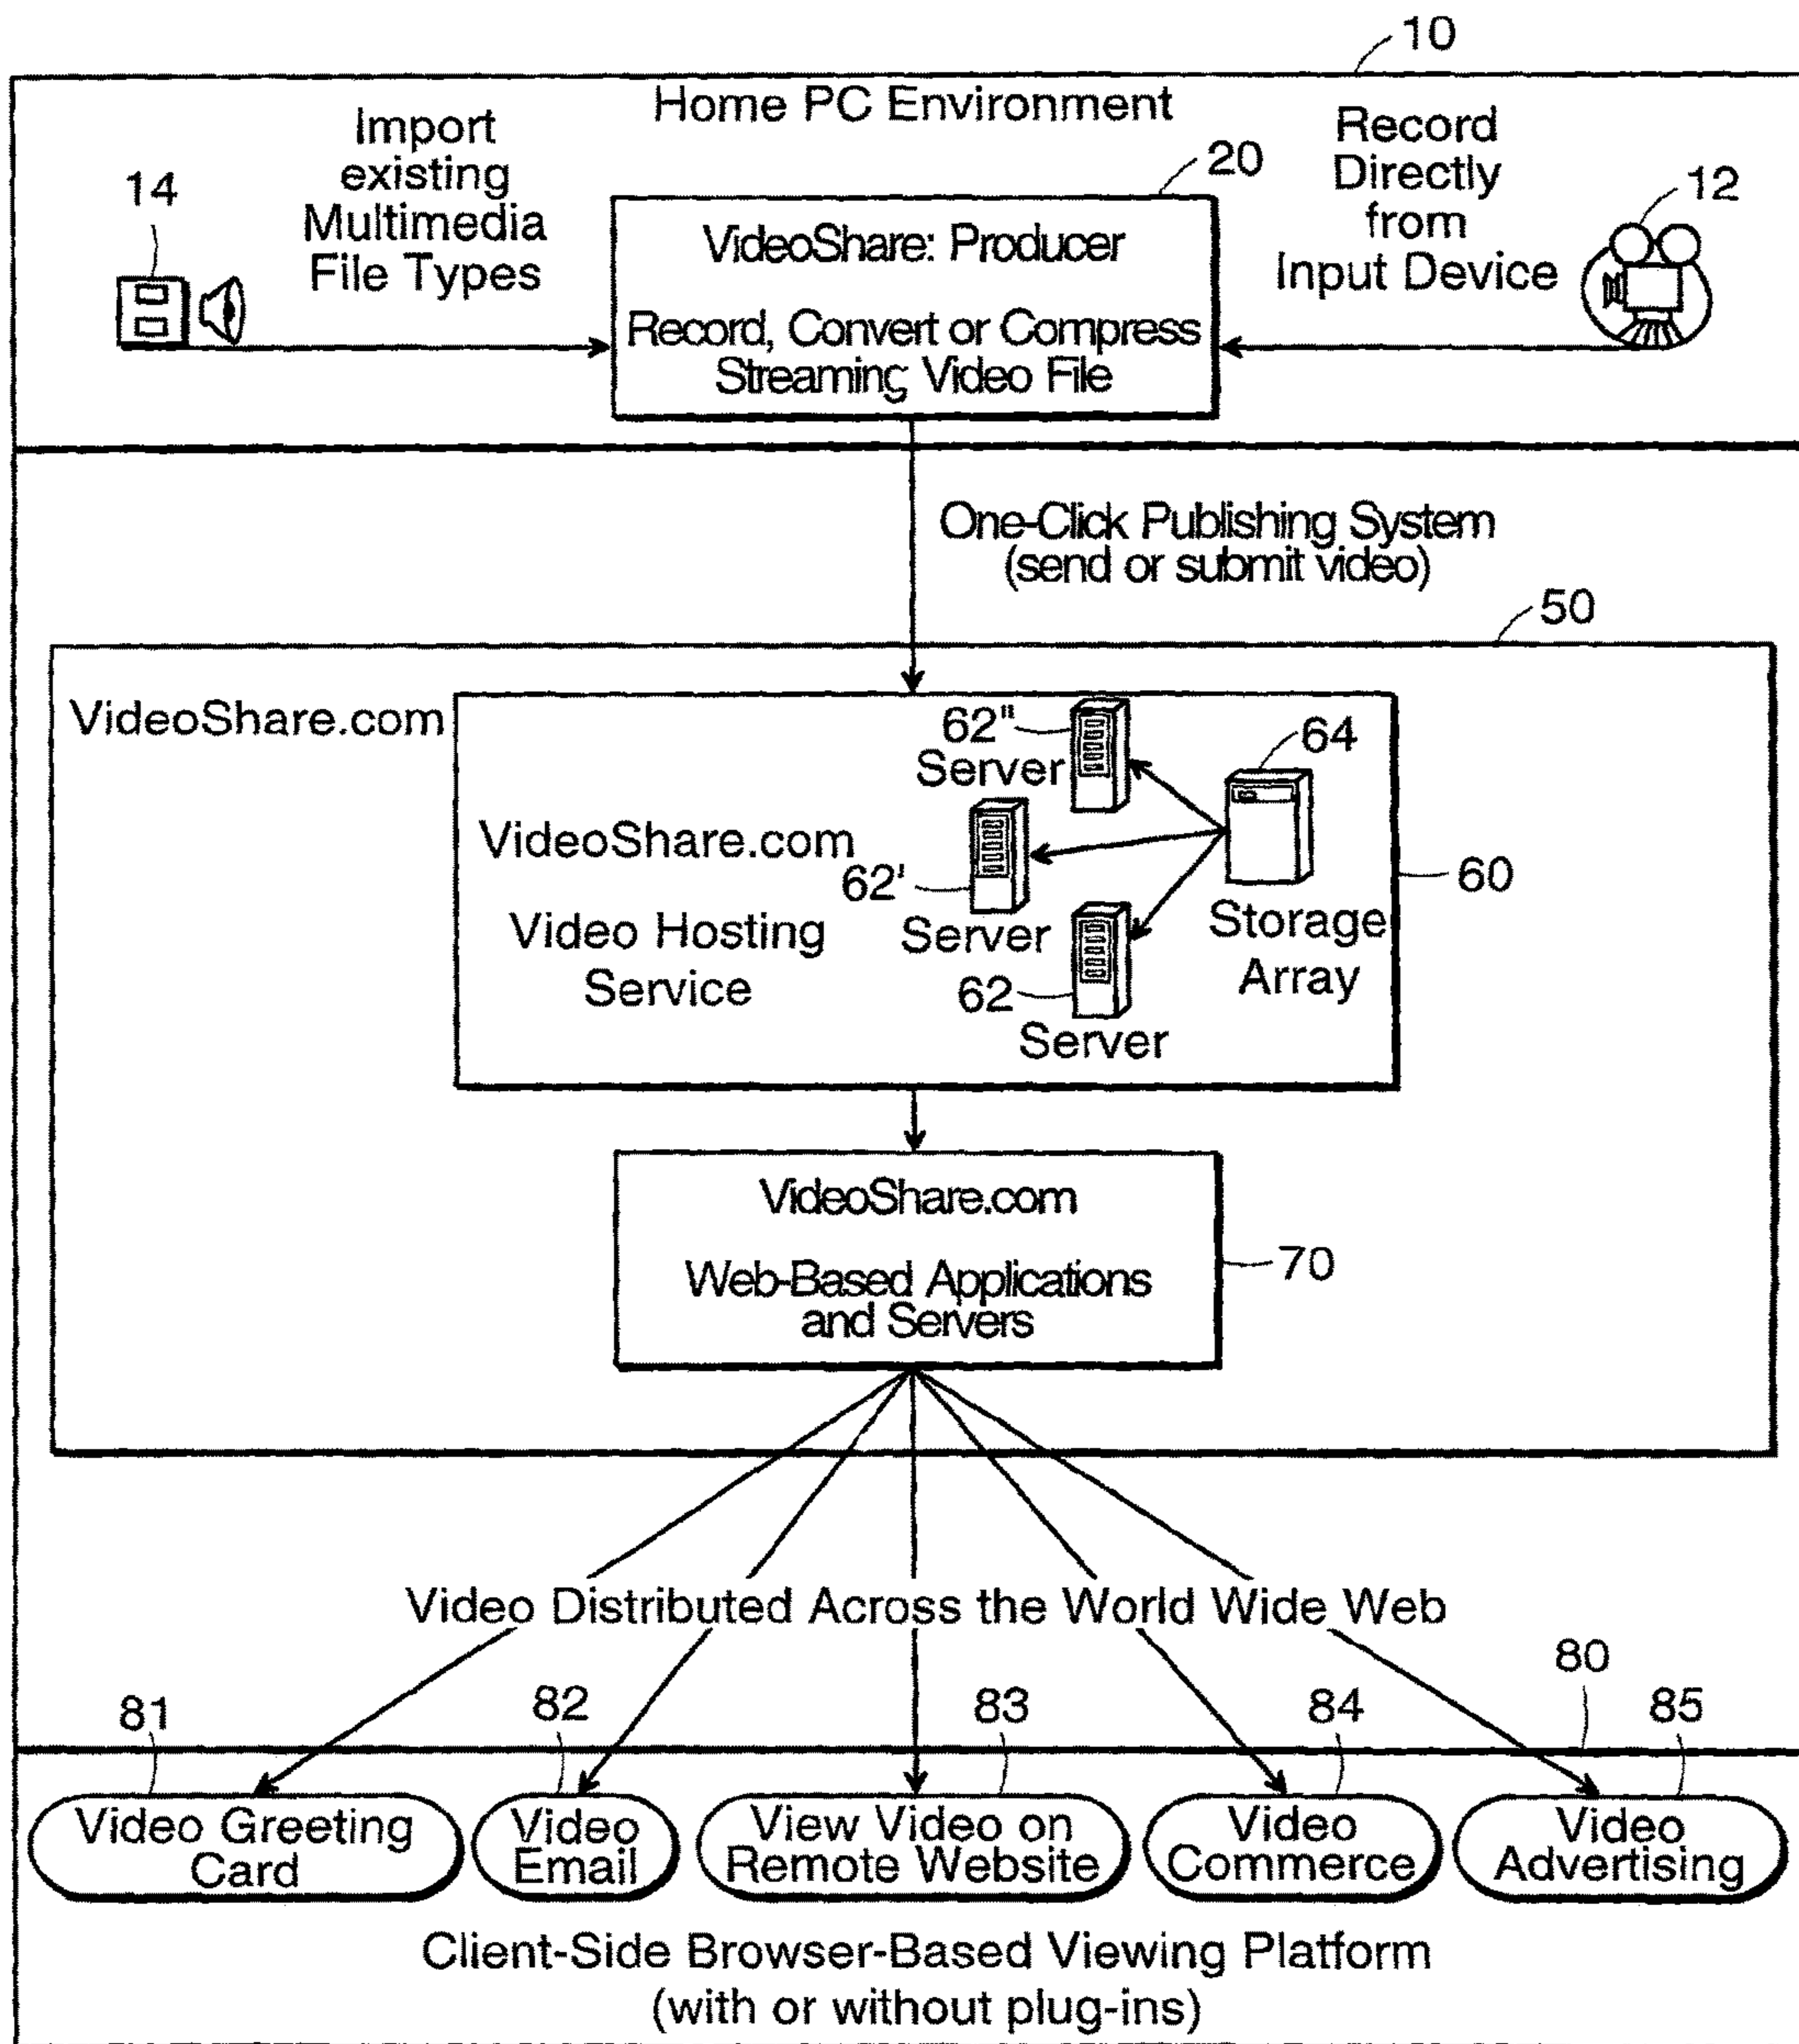 10
Home PC Environment
Import
existing
Multimedia
File Types
14
20
Record
Directly
from
Input Device
12
VideoShare: Producer
Record, Convert or Compress
Streaming Video File
One-Click Publishing System
(send or submit video)
50
VideoShare.com
62"
Server
64
VideoShare.com
62'
Server
60
Video Hosting
Service
Storage
Array
62
Server
VideoShare.com
Web-Based Applications
and Servers
70
Video Distributed Across the World Wide Web
80
81
82
83
84
85
Video Greeting
Card
Video
Email
View Video on
Remote Website
Video
Commerce
Video
Advertising
Client-Side Browser-Based Viewing Platform
(with or without plug-ins)